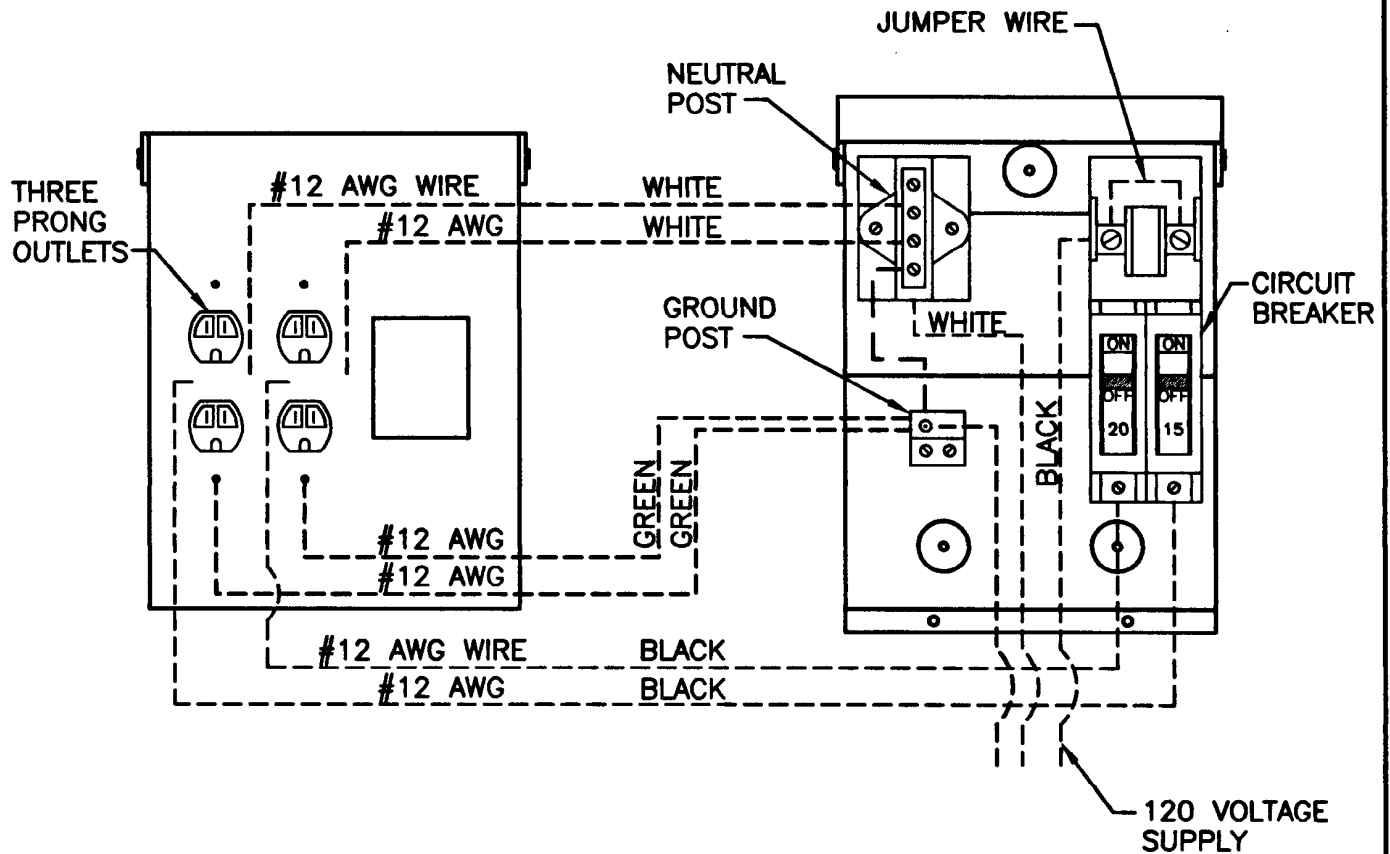 JUMPER WIRE
NEUTRAL
POST
THREE
PRONG
OUTLETS
#12 AWG WIRE
WHITE
#12 AWG
WHITE
GROUND
POST
WHITE
CIRCUIT
BREAKER
ON
OFF
20
ON
OFF
15
BLACK
GREEN
GREEN
#12 AWG
#12 AWG
#12 AWG WIRE
BLACK
#12 AWG
BLACK
120 VOLTAGE
SUPPLY